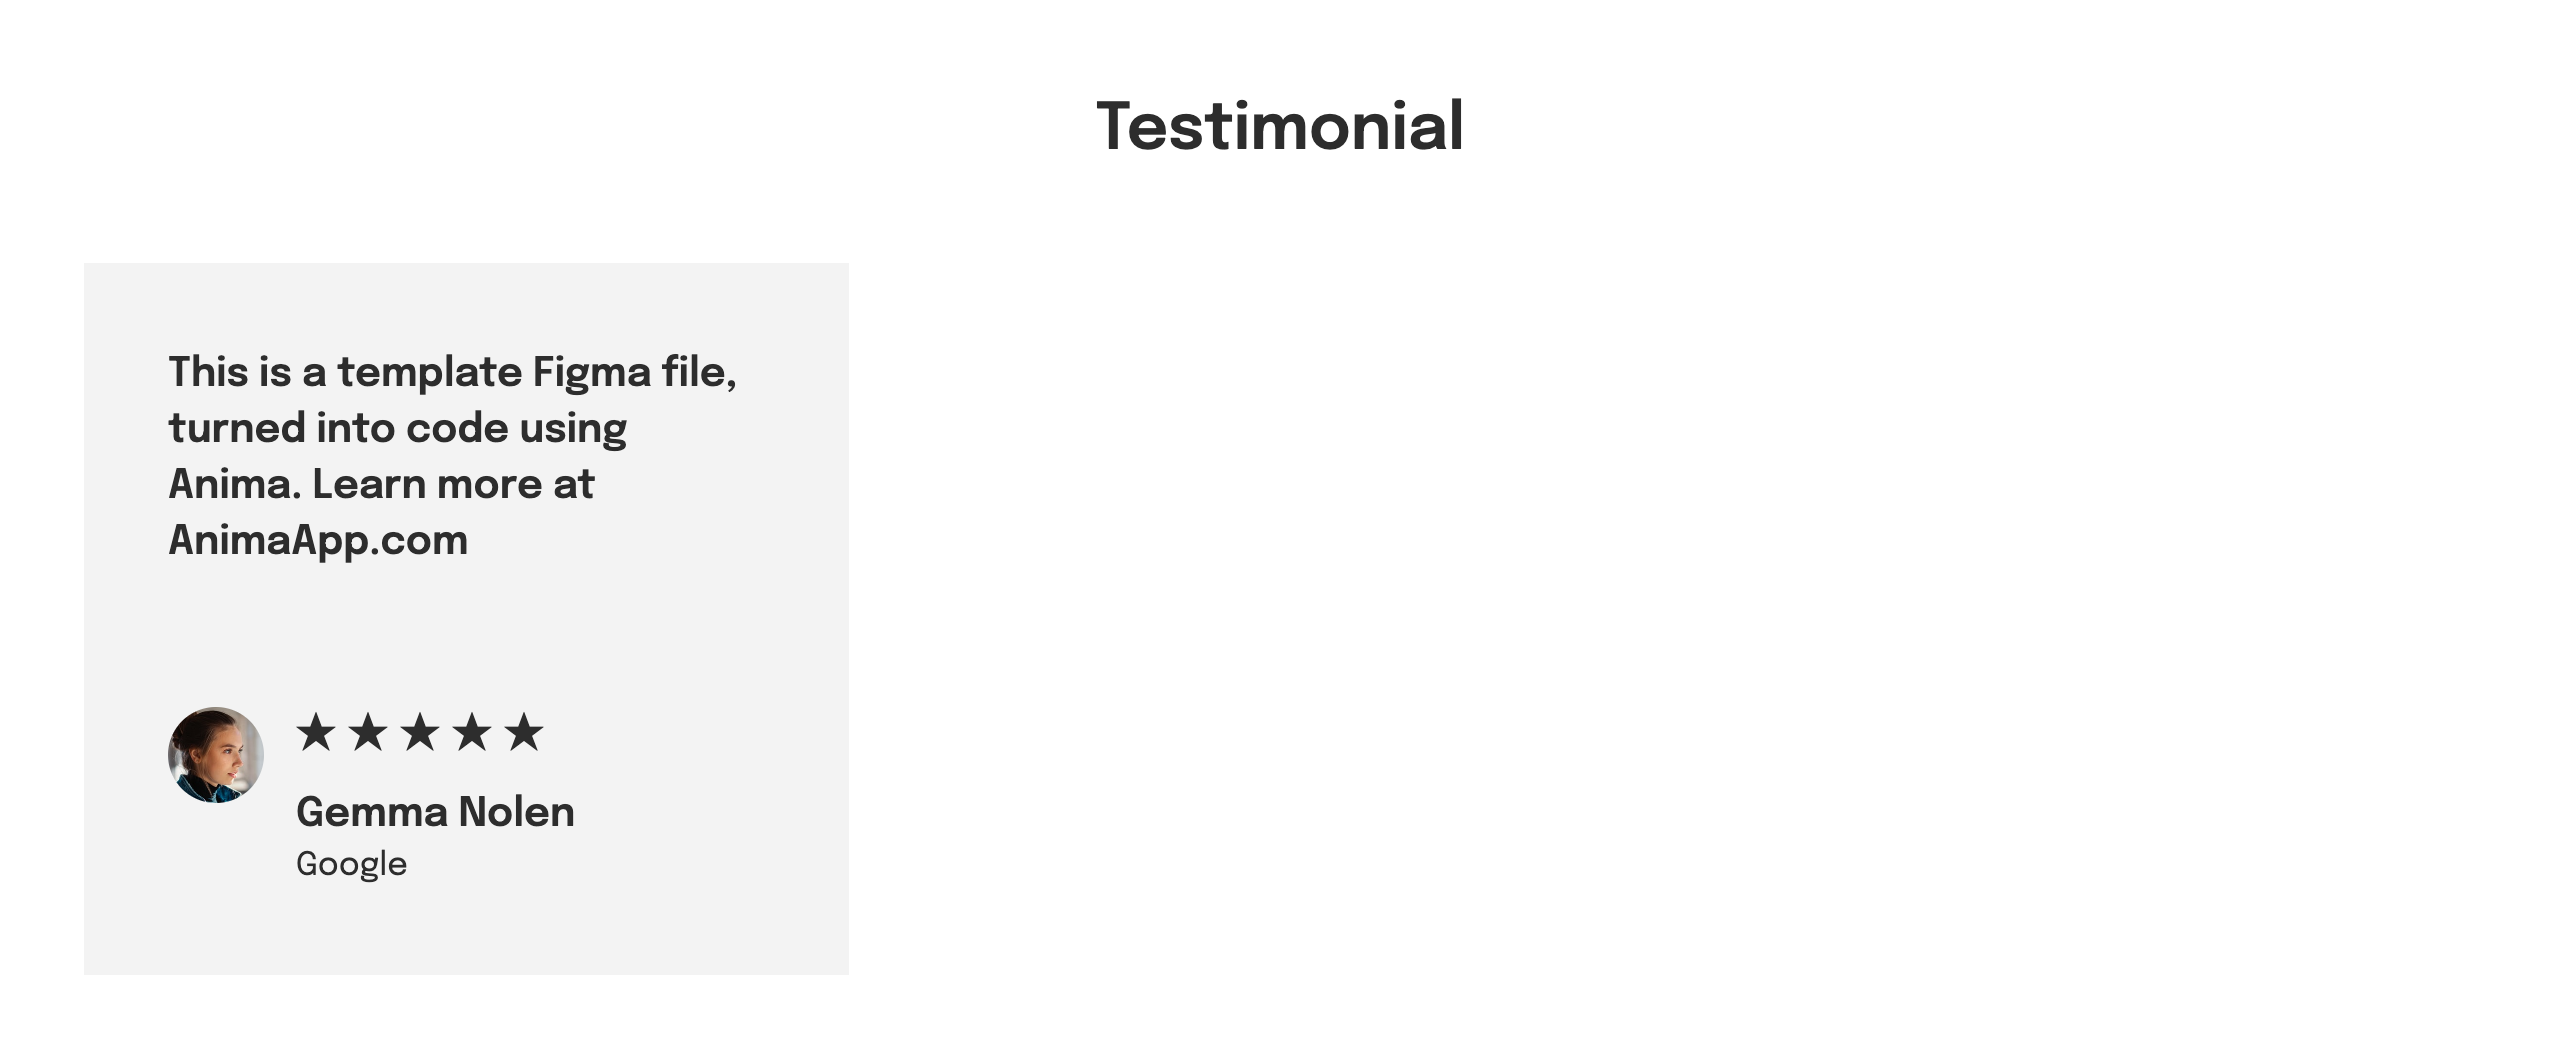 Testimonial
This is a template Figma file,
turned into code using
Anima. Learn more at
AnimaApp.com
Gemma Nolen
Google